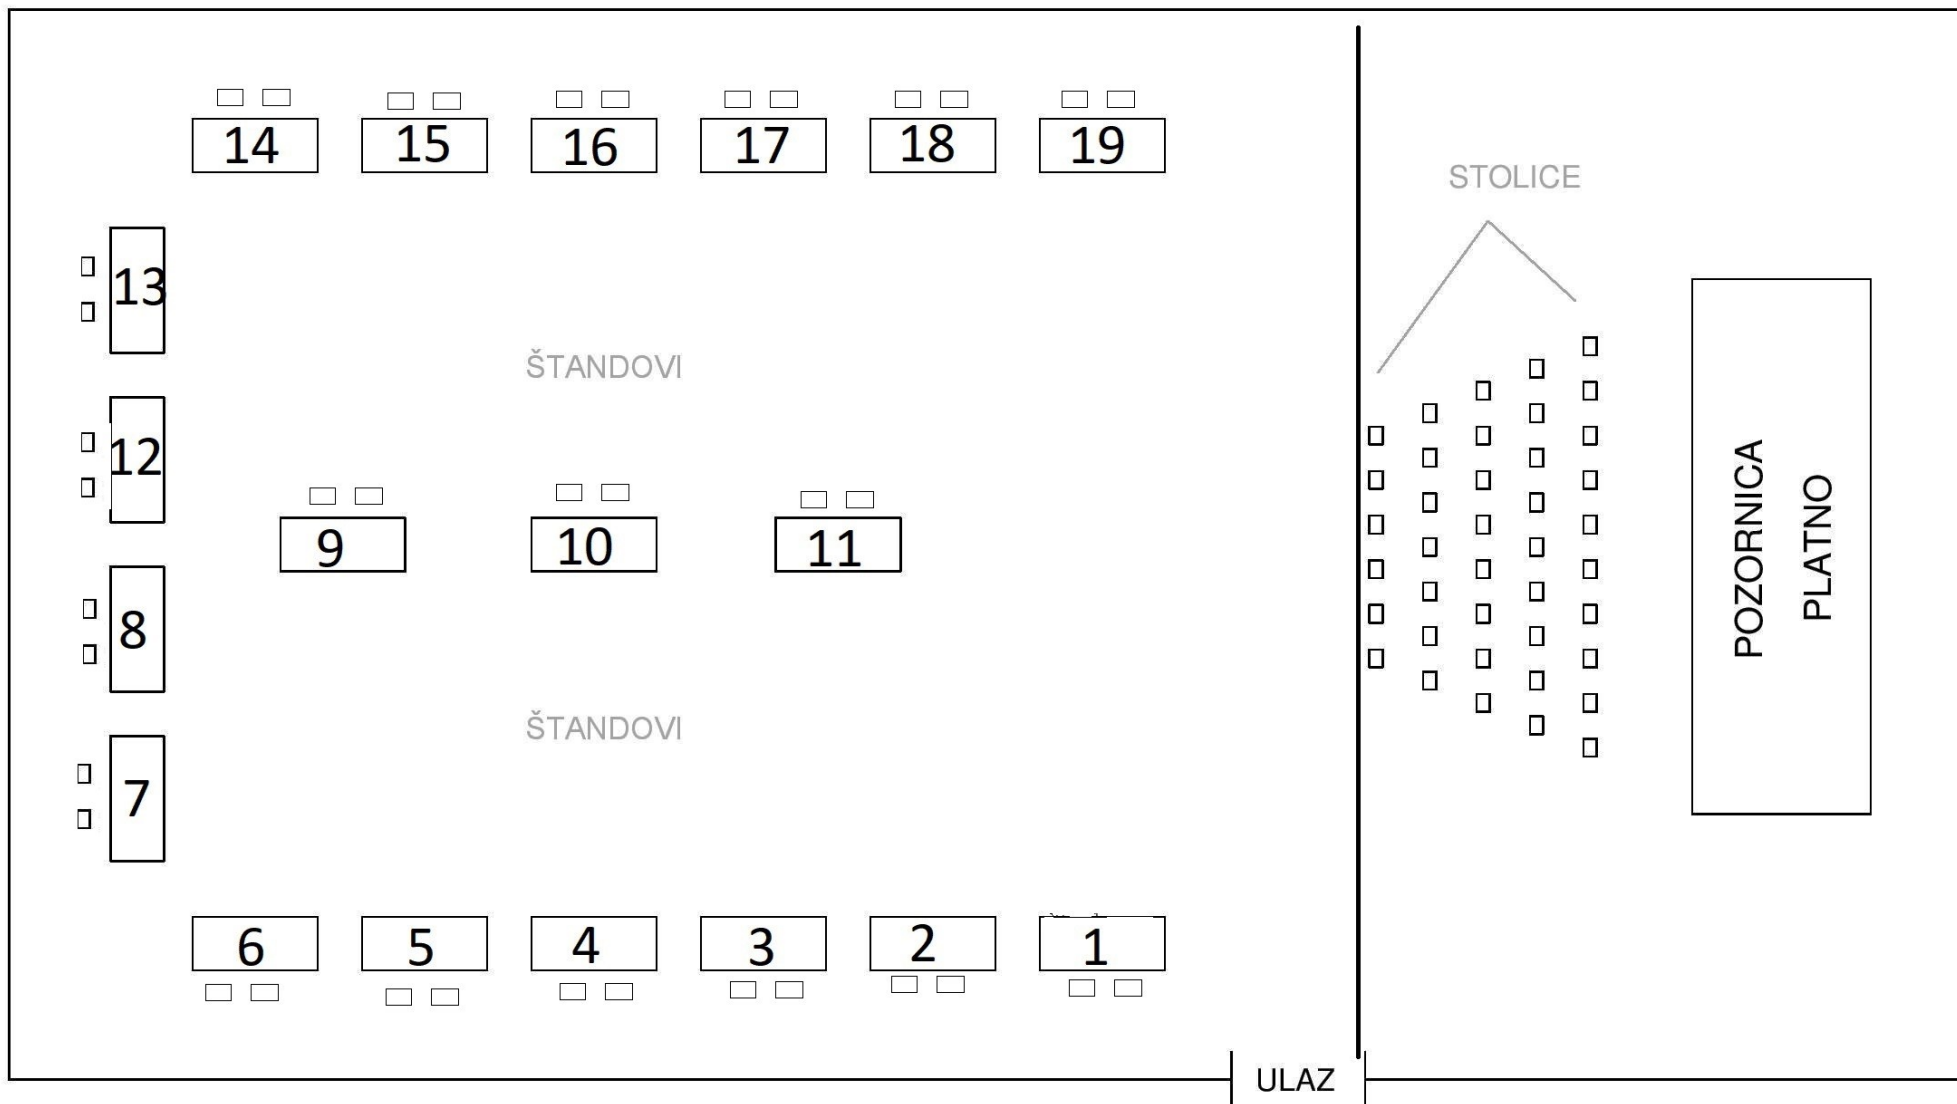 14 15 16 17 18 19
STOLICE
13
ŠTANDOVI
12
9 10 11
POZORNICA
PLATNO
8
ŠTANDOVI
7
6 5 4 3 2 1
ULAZ